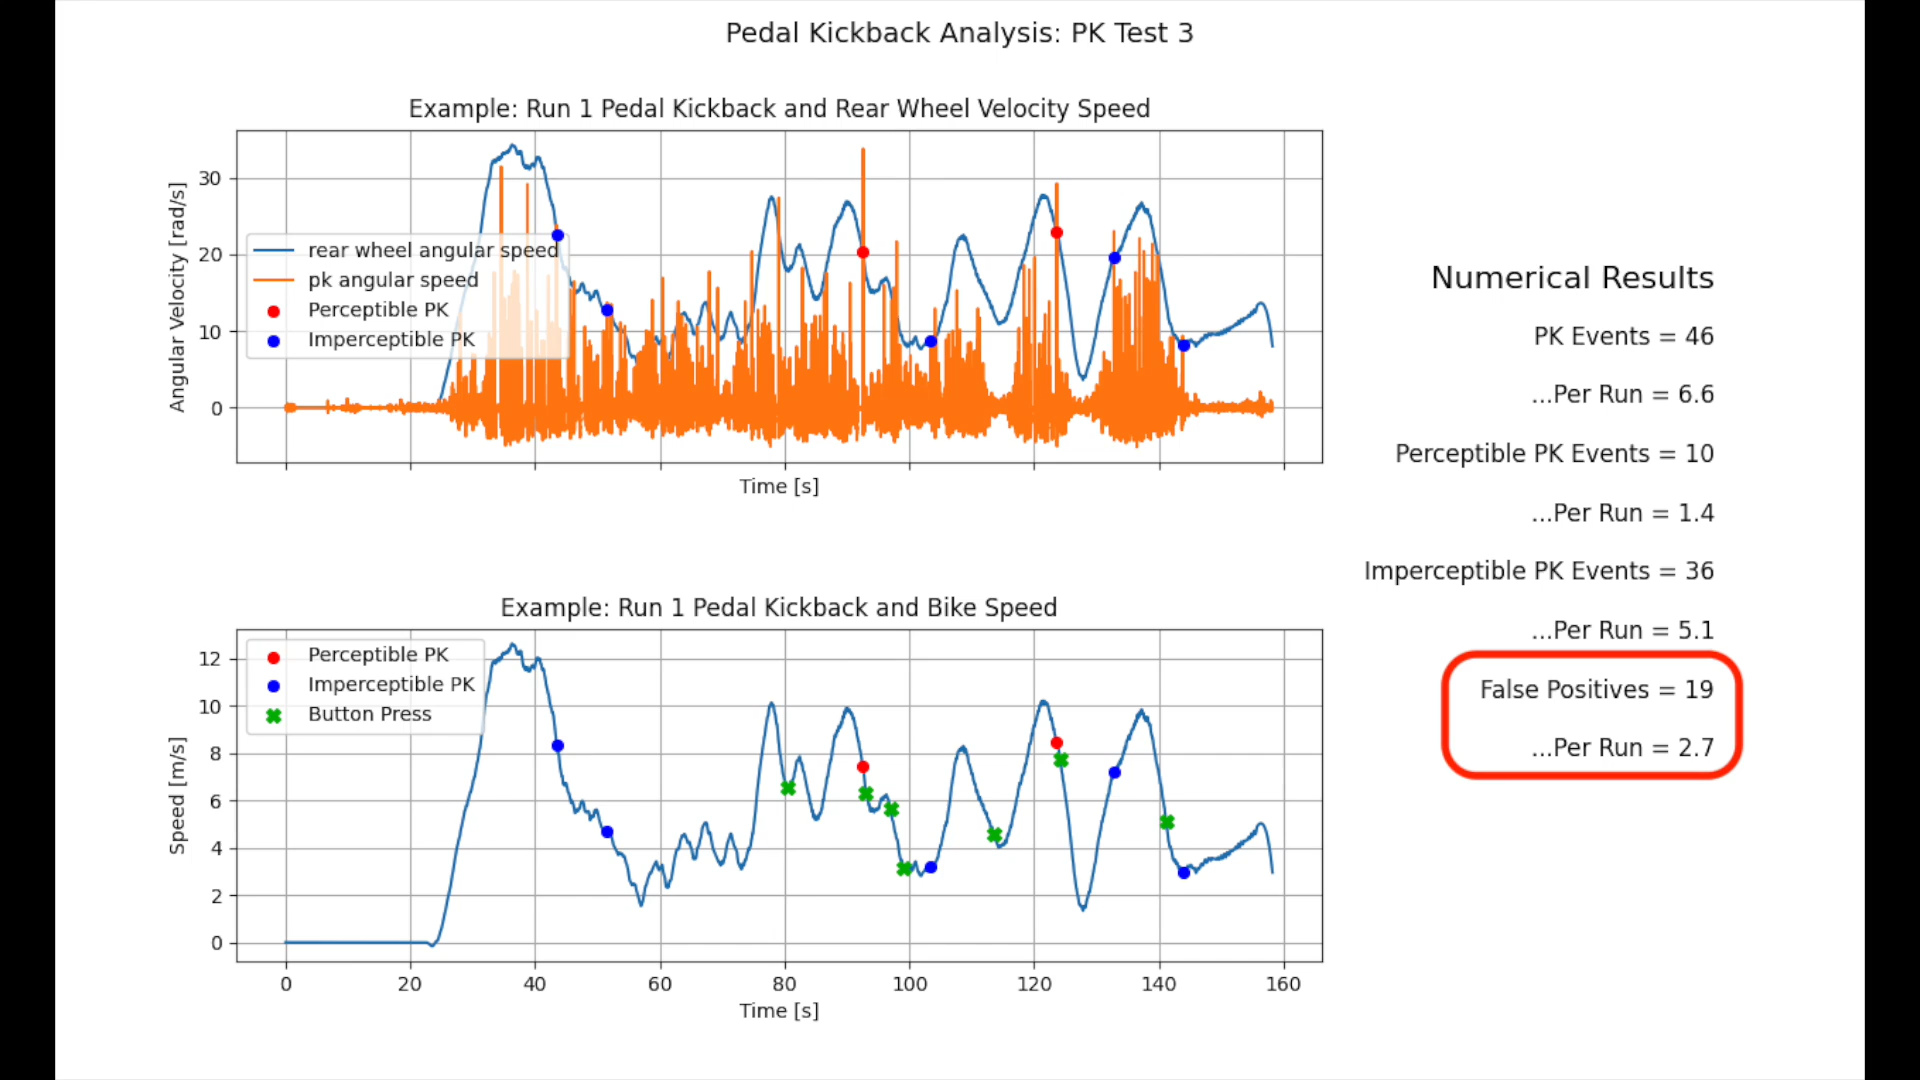 Pedal Kickback Analysis: PK Test 3
Example: Run 1 Pedal Kickback and Rear Wheel Velocity Speed
Angular Velocity [rad/s]
30
20
10
0
rear wheel angular speed
pk angular speed
Perceptible PK
Imperceptible PK
Time [s]
Example: Run 1 Pedal Kickback and Bike Speed
Speed [m/s]
12
10
8
6
4
2
0
Perceptible PK
Imperceptible PK
Button Press
0 20 40 60 80 100 120 140 160
Time [s]
Numerical Results
PK Events = 46
...Per Run = 6.6
Perceptible PK Events = 10
...Per Run = 1.4
Imperceptible PK Events = 36
...Per Run = 5.1
False Positives = 19
...Per Run = 2.7